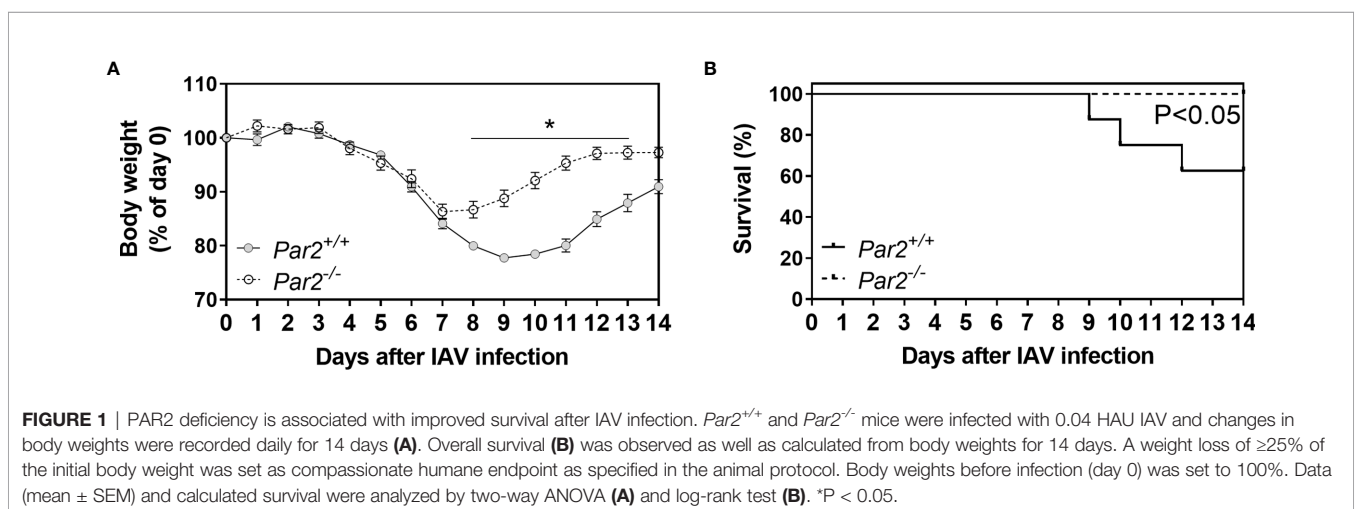 A
110
100
90
80
70
Body weight
(% of day 0)
*
Par2+/+
Par2-/-
0 1 2 3 4 5 6 7 8 9 10 11 12 13 14
Days after IAV infection
B
100
80
60
40
20
0
Survival (%)
P<0.05
Par2+/+
Par2-/-
0 1 2 3 4 5 6 7 8 9 10 11 12 13 14
Days after IAV infection
FIGURE 1 | PAR2 deficiency is associated with improved survival after IAV infection. Par2+/+ and Par2-/- mice were infected with 0.04 HAU IAV and changes in
body weights were recorded daily for 14 days (A). Overall survival (B) was observed as well as calculated from body weights for 14 days. A weight loss of ≥25% of
the initial body weight was set as compassionate humane endpoint as specified in the animal protocol. Body weights before infection (day 0) was set to 100%. Data
(mean ± SEM) and calculated survival were analyzed by two-way ANOVA (A) and log-rank test (B). *P < 0.05.